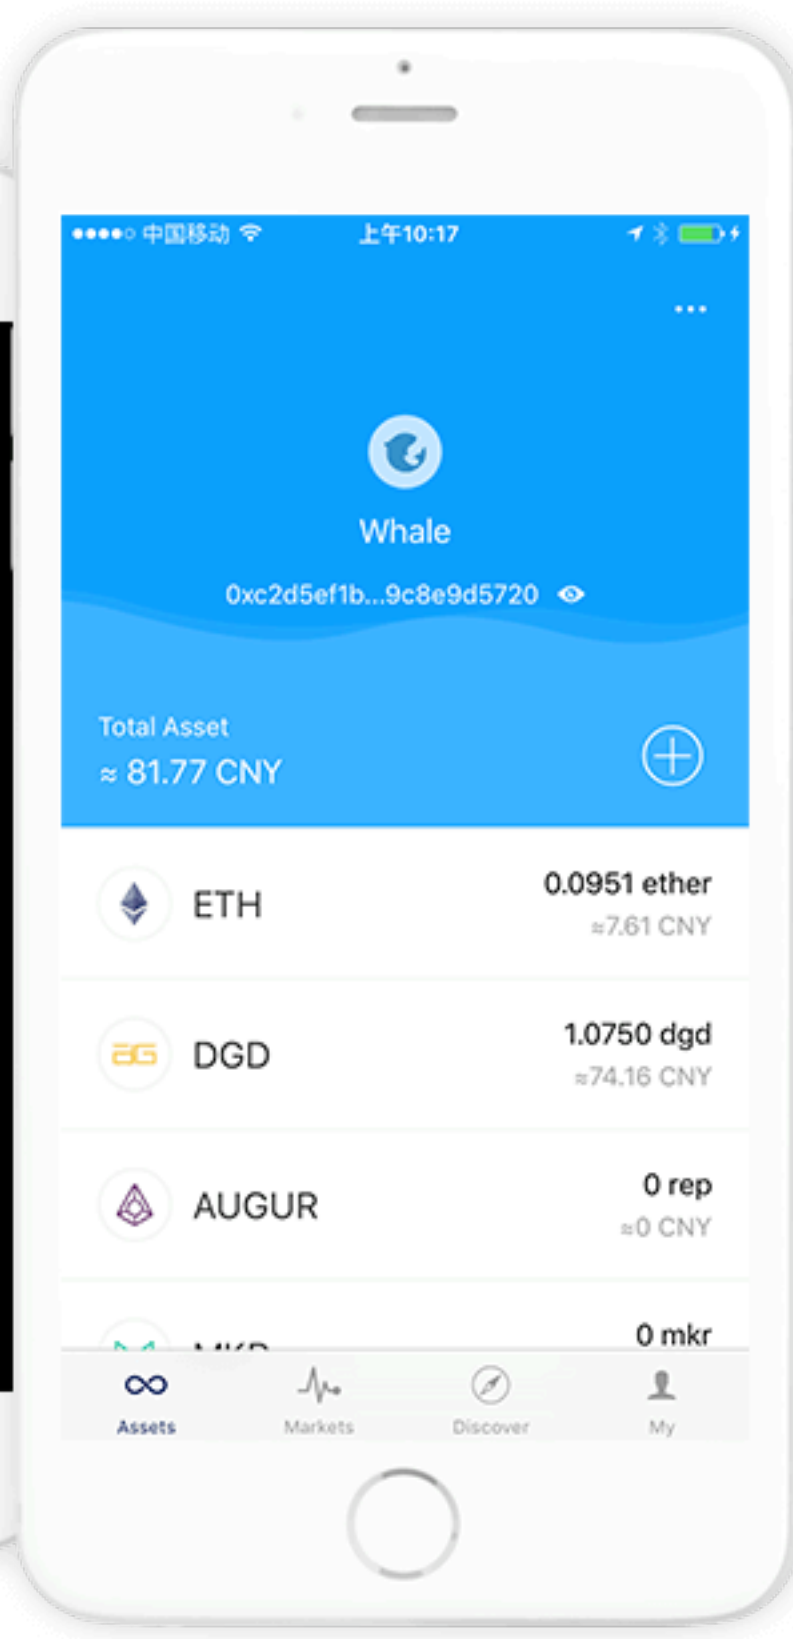 中国移动 上午10:17
Whale
0xc2d5ef1b...9c8e9d5720
Total Asset
≈ 81.77 CNY
ETH 0.0951 ether
≈7.61 CNY
DGD 1.0750 dgd
≈74.16 CNY
AUGUR 0 rep
≈0 CNY
0 mkr
Assets Markets Discover My